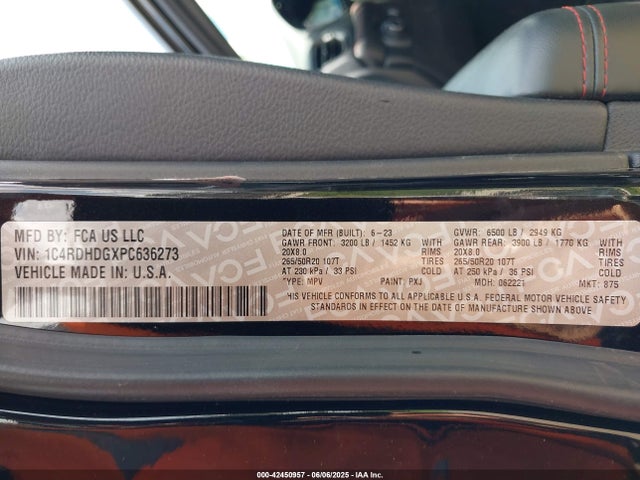 MFD BY: FCA US LLC
VIN: 1C4RDHDGXPC636273
VEHICLE MADE IN U.S.A.
DATE OF MFR (BUILT): 6-23 GVWR: 6500 LB / 2949 KG
GAWR FRONT: 3200 LB / 1452 KG WITH GAWR REAR: 3900 LB / 1770 KG WITH
20X8.0 RIMS 20X8.0 RIMS
265/50R20 107T TIRES 265/50R20 107T TIRES
AT 230 kPa / 33 PSI COLD AT 250 kPa / 36 PSI COLD
TYPE: MPV PAINT: PXJ MDH: 062221 MKT: 875
THIS VEHICLE CONFORMS TO ALL APPLICABLE U.S.A. FEDERAL MOTOR VEHICLE SAFETY
STANDARDS IN EFFECT ON THE DATE OF MANUFACTURE SHOWN ABOVE
000-42450957 - 06/06/2025 - IAAI, Inc.